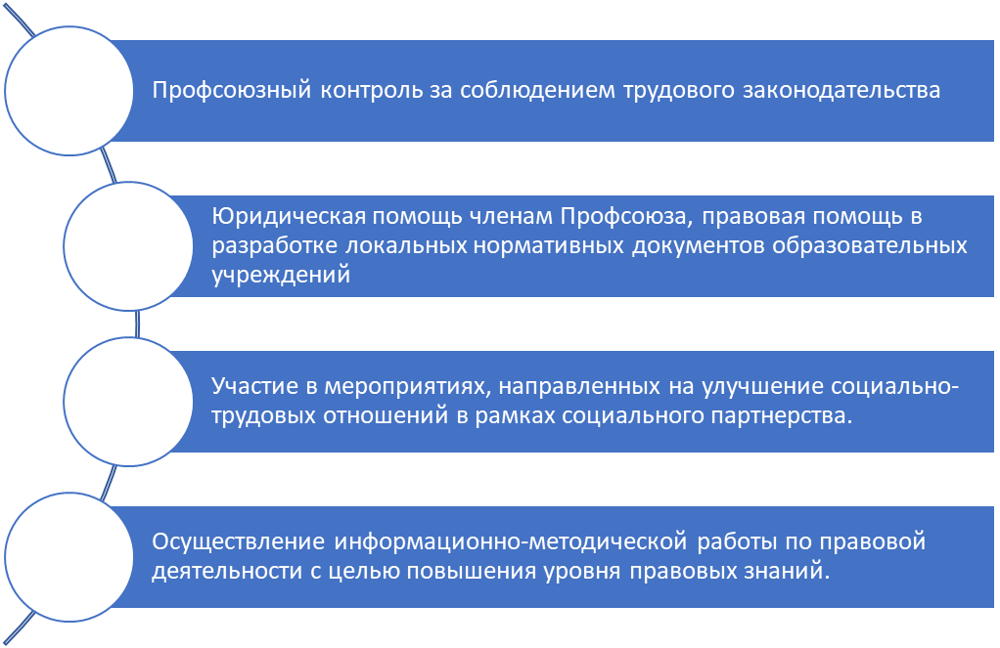 Профсоюзный контроль за соблюдением трудового законодательства
Юридическая помощь членам Профсоюза, правовая помощь в
разработке локальных нормативных документов образовательных
учреждений
Участие в мероприятиях, направленных на улучшение социально-
трудовых отношений в рамках социального партнерства.
Осуществление информационно-методической работы по правовой
деятельности с целью повышения уровня правовых знаний.